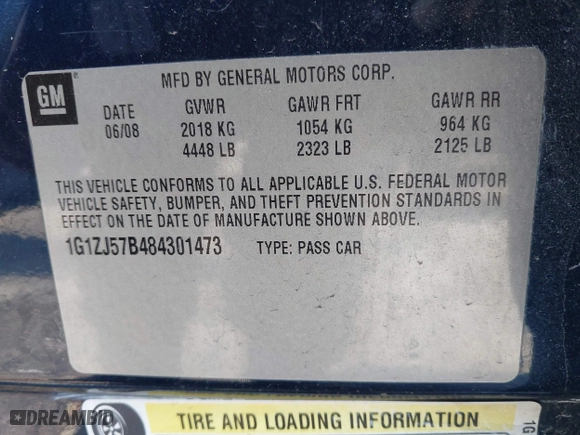 MFD BY GENERAL MOTORS CORP.
GM
DATE GVWR GAWR FRT GAWR RR
06/08 2018 KG 1054 KG 964 KG
4448 LB 2323 LB 2125 LB
THIS VEHICLE CONFORMS TO ALL APPLICABLE U.S. FEDERAL MOTOR
VEHICLE SAFETY, BUMPER, AND THEFT PREVENTION STANDARDS IN
EFFECT ON THE DATE OF MANUFACTURE SHOWN ABOVE.
1G1ZJ57B484301473 TYPE: PASS CAR
TIRE AND LOADING INFORMATION
1G
DREAMBID